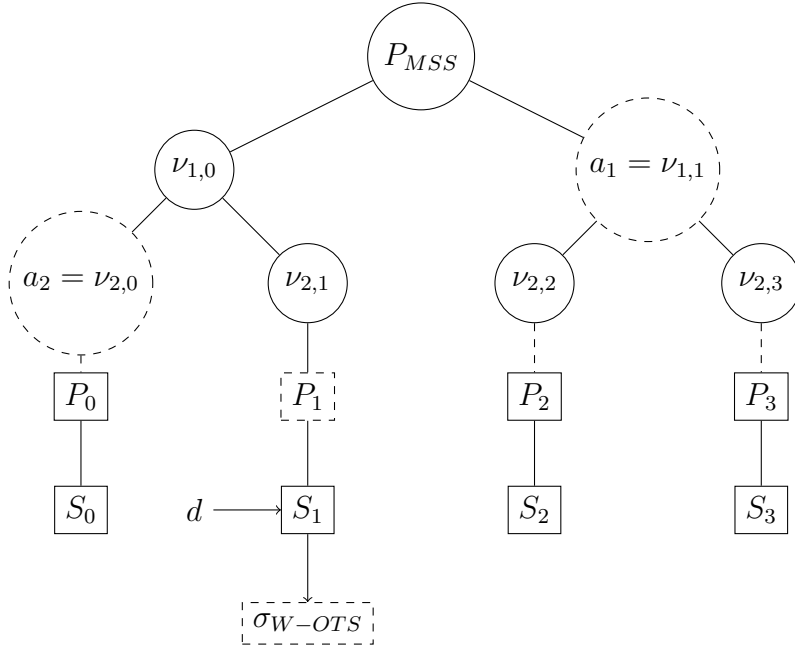 P_{MSS}
ν_{1,0}
a_1 = ν_{1,1}
a_2 = ν_{2,0}
ν_{2,1}
ν_{2,2}
ν_{2,3}
P_0
P_1
P_2
P_3
S_0
d
S_1
S_2
S_3
σ_{W-OTS}